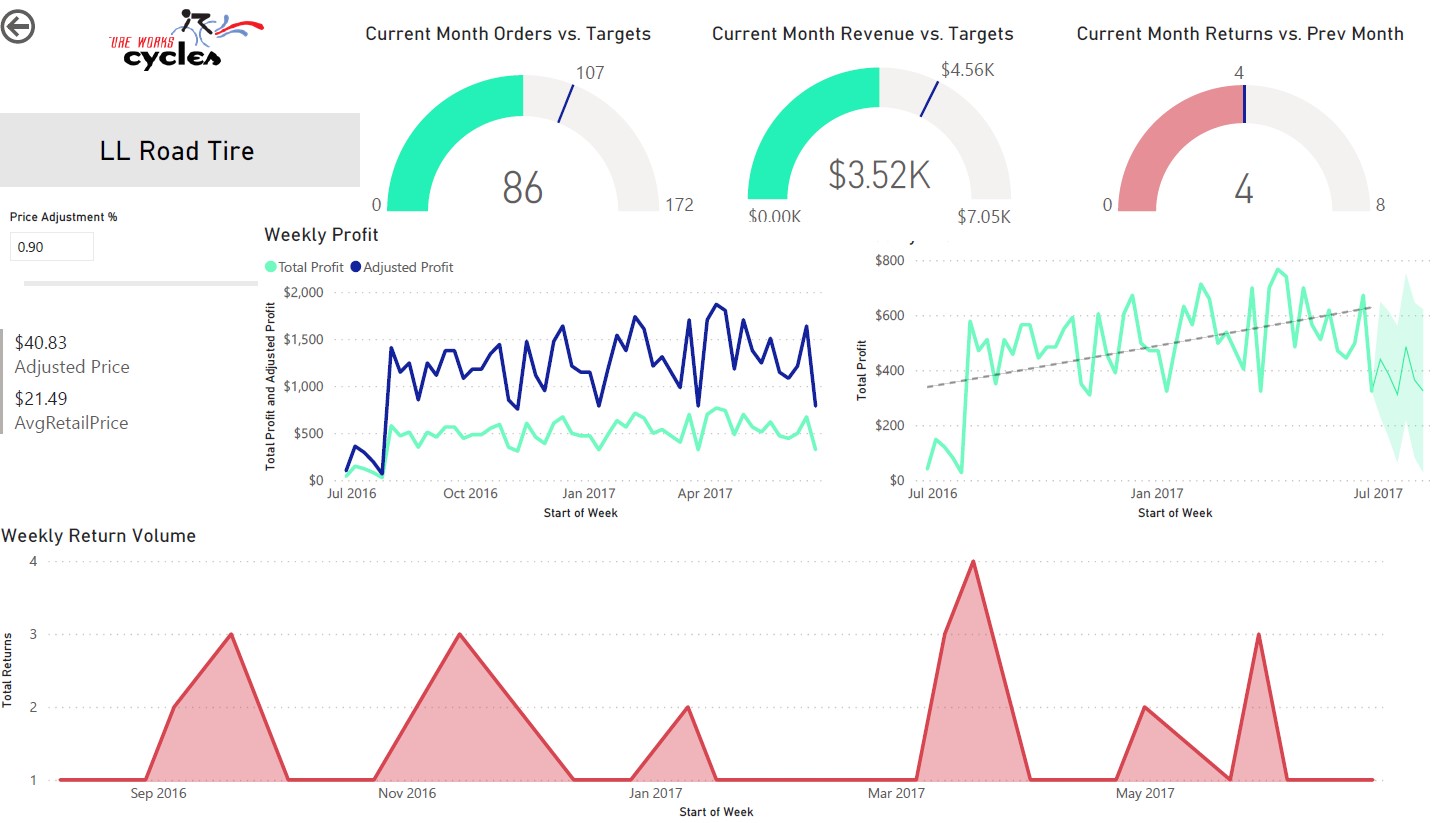 URE WORKS
cycles
LL Road Tire
Price Adjustment %
0.90
$40.83
Adjusted Price
$21.49
AvgRetailPrice
Current Month Orders vs. Targets
107
0
86
172
Current Month Revenue vs. Targets
$4.56K
$3.52K
$0.00K
$7.05K
Current Month Returns vs. Prev Month
4
0
4
8
Weekly Profit
Total Profit
Adjusted Profit
Total Profit and Adjusted Profit
$2,000
$1,500
$1,000
$500
$0
Jul 2016
Oct 2016
Jan 2017
Apr 2017
Start of Week
Total Profit
$800
$600
$400
$200
$0
Jul 2016
Jan 2017
Jul 2017
Start of Week
Weekly Return Volume
Total Returns
4
3
2
1
Sep 2016
Nov 2016
Jan 2017
Mar 2017
May 2017
Start of Week